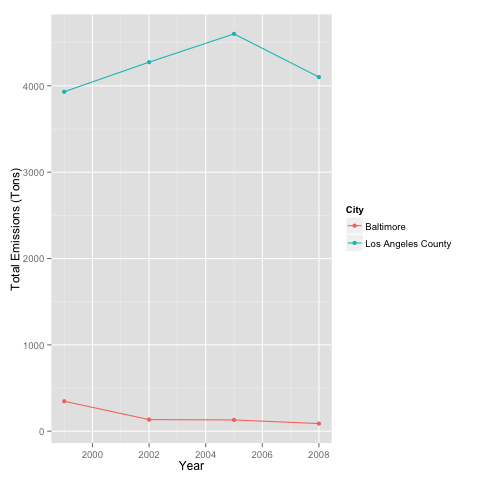 4000
3000
2000
1000
0
Total Emissions (Tons)
2000 2002 2004 2006 2008
Year
City
Baltimore
Los Angeles County